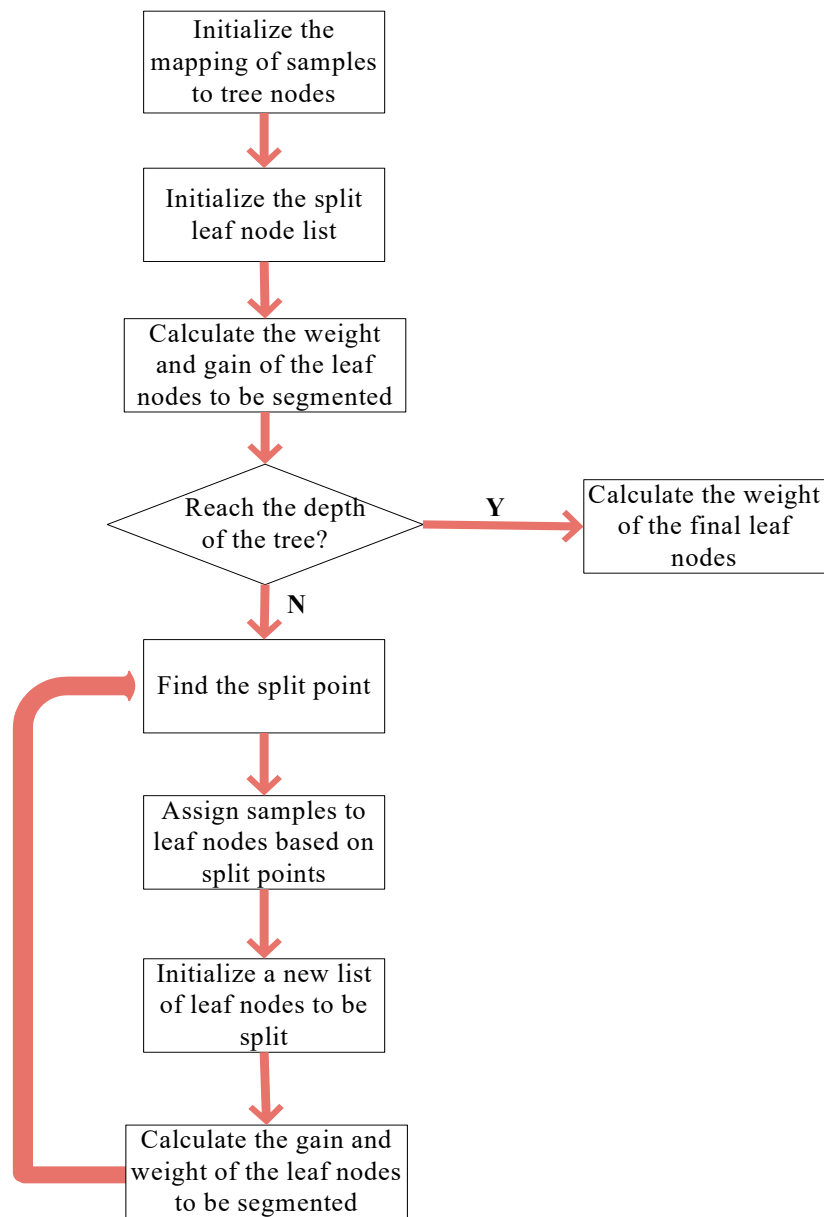 Initialize the
mapping of samples
to tree nodes
Initialize the split
leaf node list
Calculate the weight
and gain of the leaf
nodes to be segmented
Reach the depth
of the tree?
Y
Calculate the weight
of the final leaf
nodes
N
Find the split point
Assign samples to
leaf nodes based on
split points
Initialize a new list
of leaf nodes to be
split
Calculate the gain and
weight of the leaf nodes
to be segmented